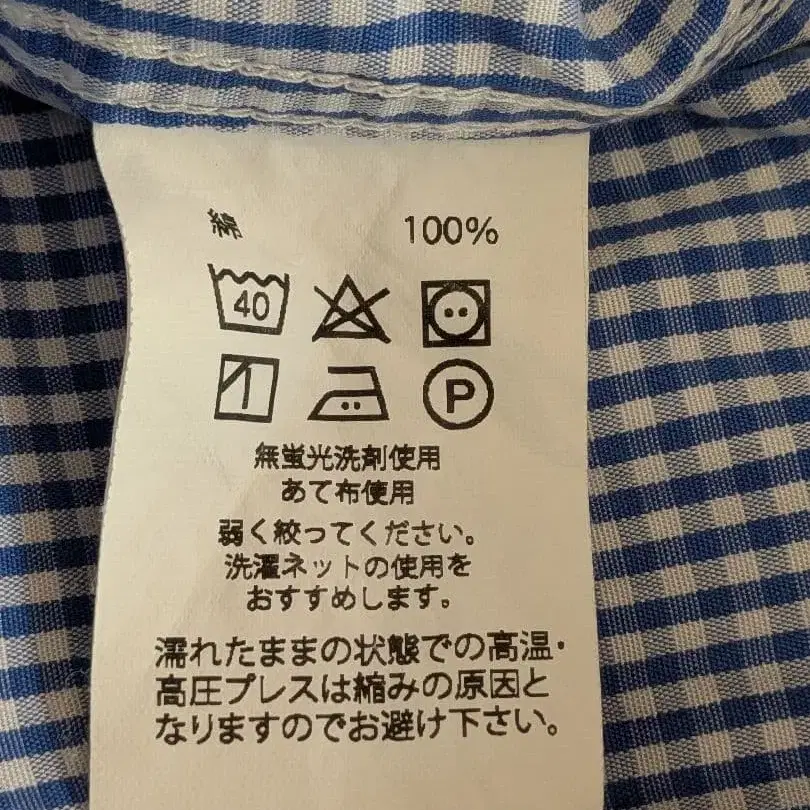 綿 100%
40
P
無蛍光洗剤使用
あて布使用
弱く絞ってください。
洗濯ネットの使用を
おすすめします。
濡れたままの状態での高温・
高圧プレスは縮みの原因と
なりますのでお避け下さい。